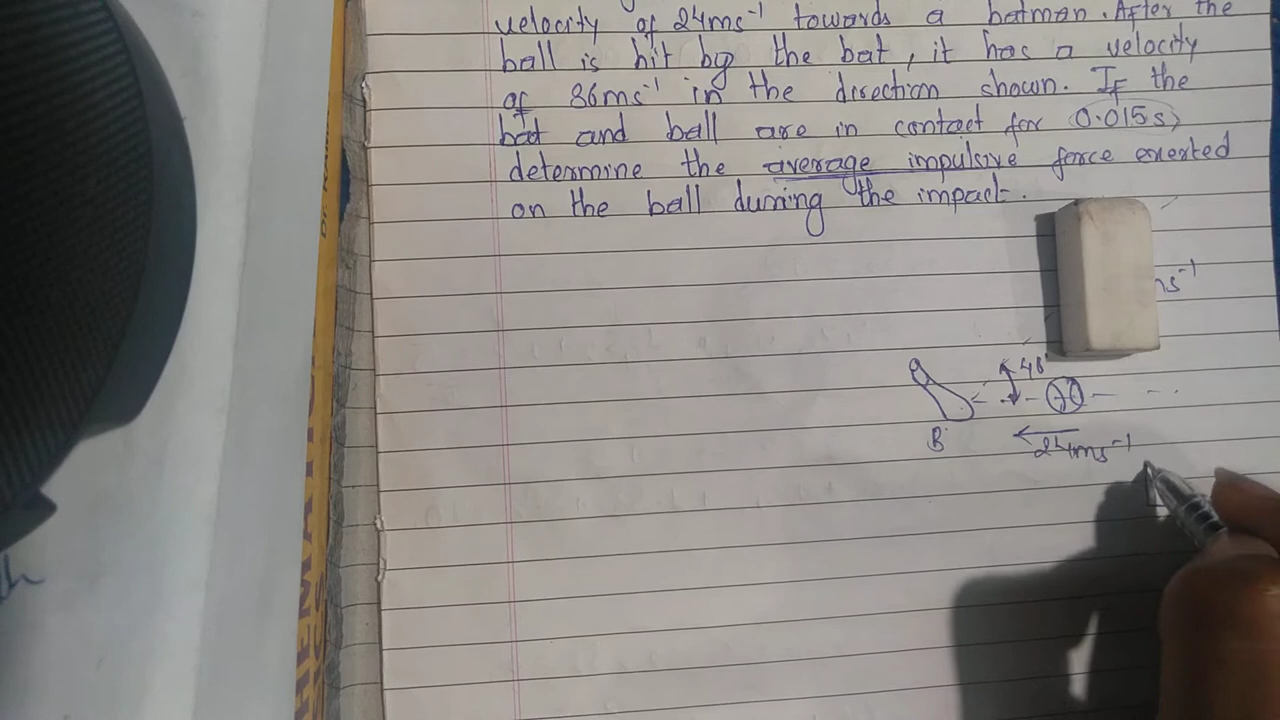 velocity of 24ms⁻¹ towards a batman. After the
ball is hit by the bat, it has a velocity
of 36ms⁻¹ in the direction shown. If the
bat and ball are in contact for 0.015s,
determine the average impulsive force exerted
on the ball durring the impact.
ms⁻¹
40°
B
24ms⁻¹